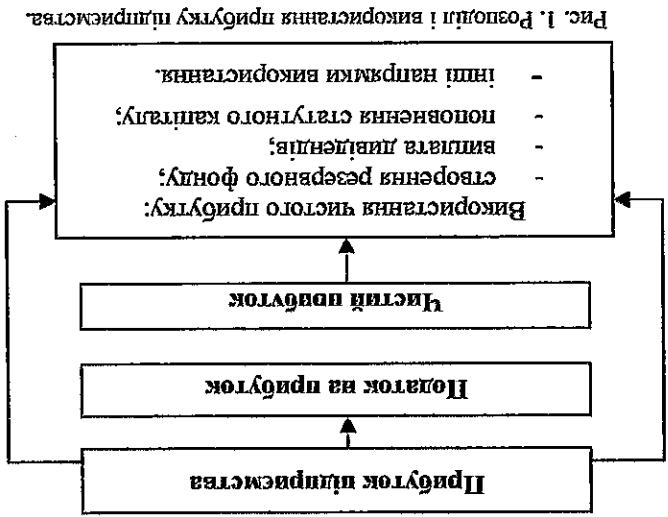 Прибуток підприємства
Податок на прибуток
Чистий прибуток
Використання чистого прибутку:
- створення резервного фонду;
- виплата дивідендів;
- поповнення статутного капіталу;
- інші напрямки використання.
Рис. 1. Розподіл і використання прибутку підприємства.